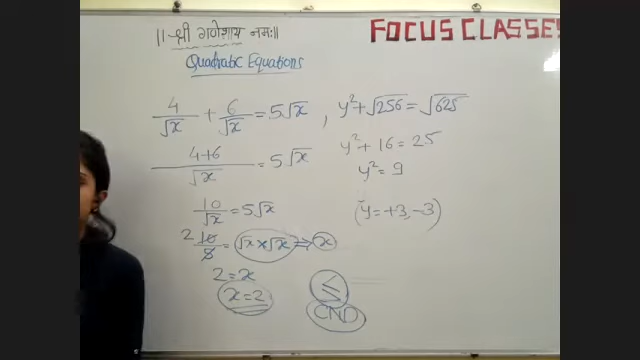 ।।श्री गणेशाय नमः।।
FOCUS CLASSES
Quadratic Equations
4/√x + 6/√x = 5√x , y² + √256 = √625
4+6/√x = 5√x
y² + 16 = 25
y² = 9
10/√x = 5√x
(y = +3, -3)
2 10/5 = √x × √x ⇒ x
2 = x
x = 2
≤
CND